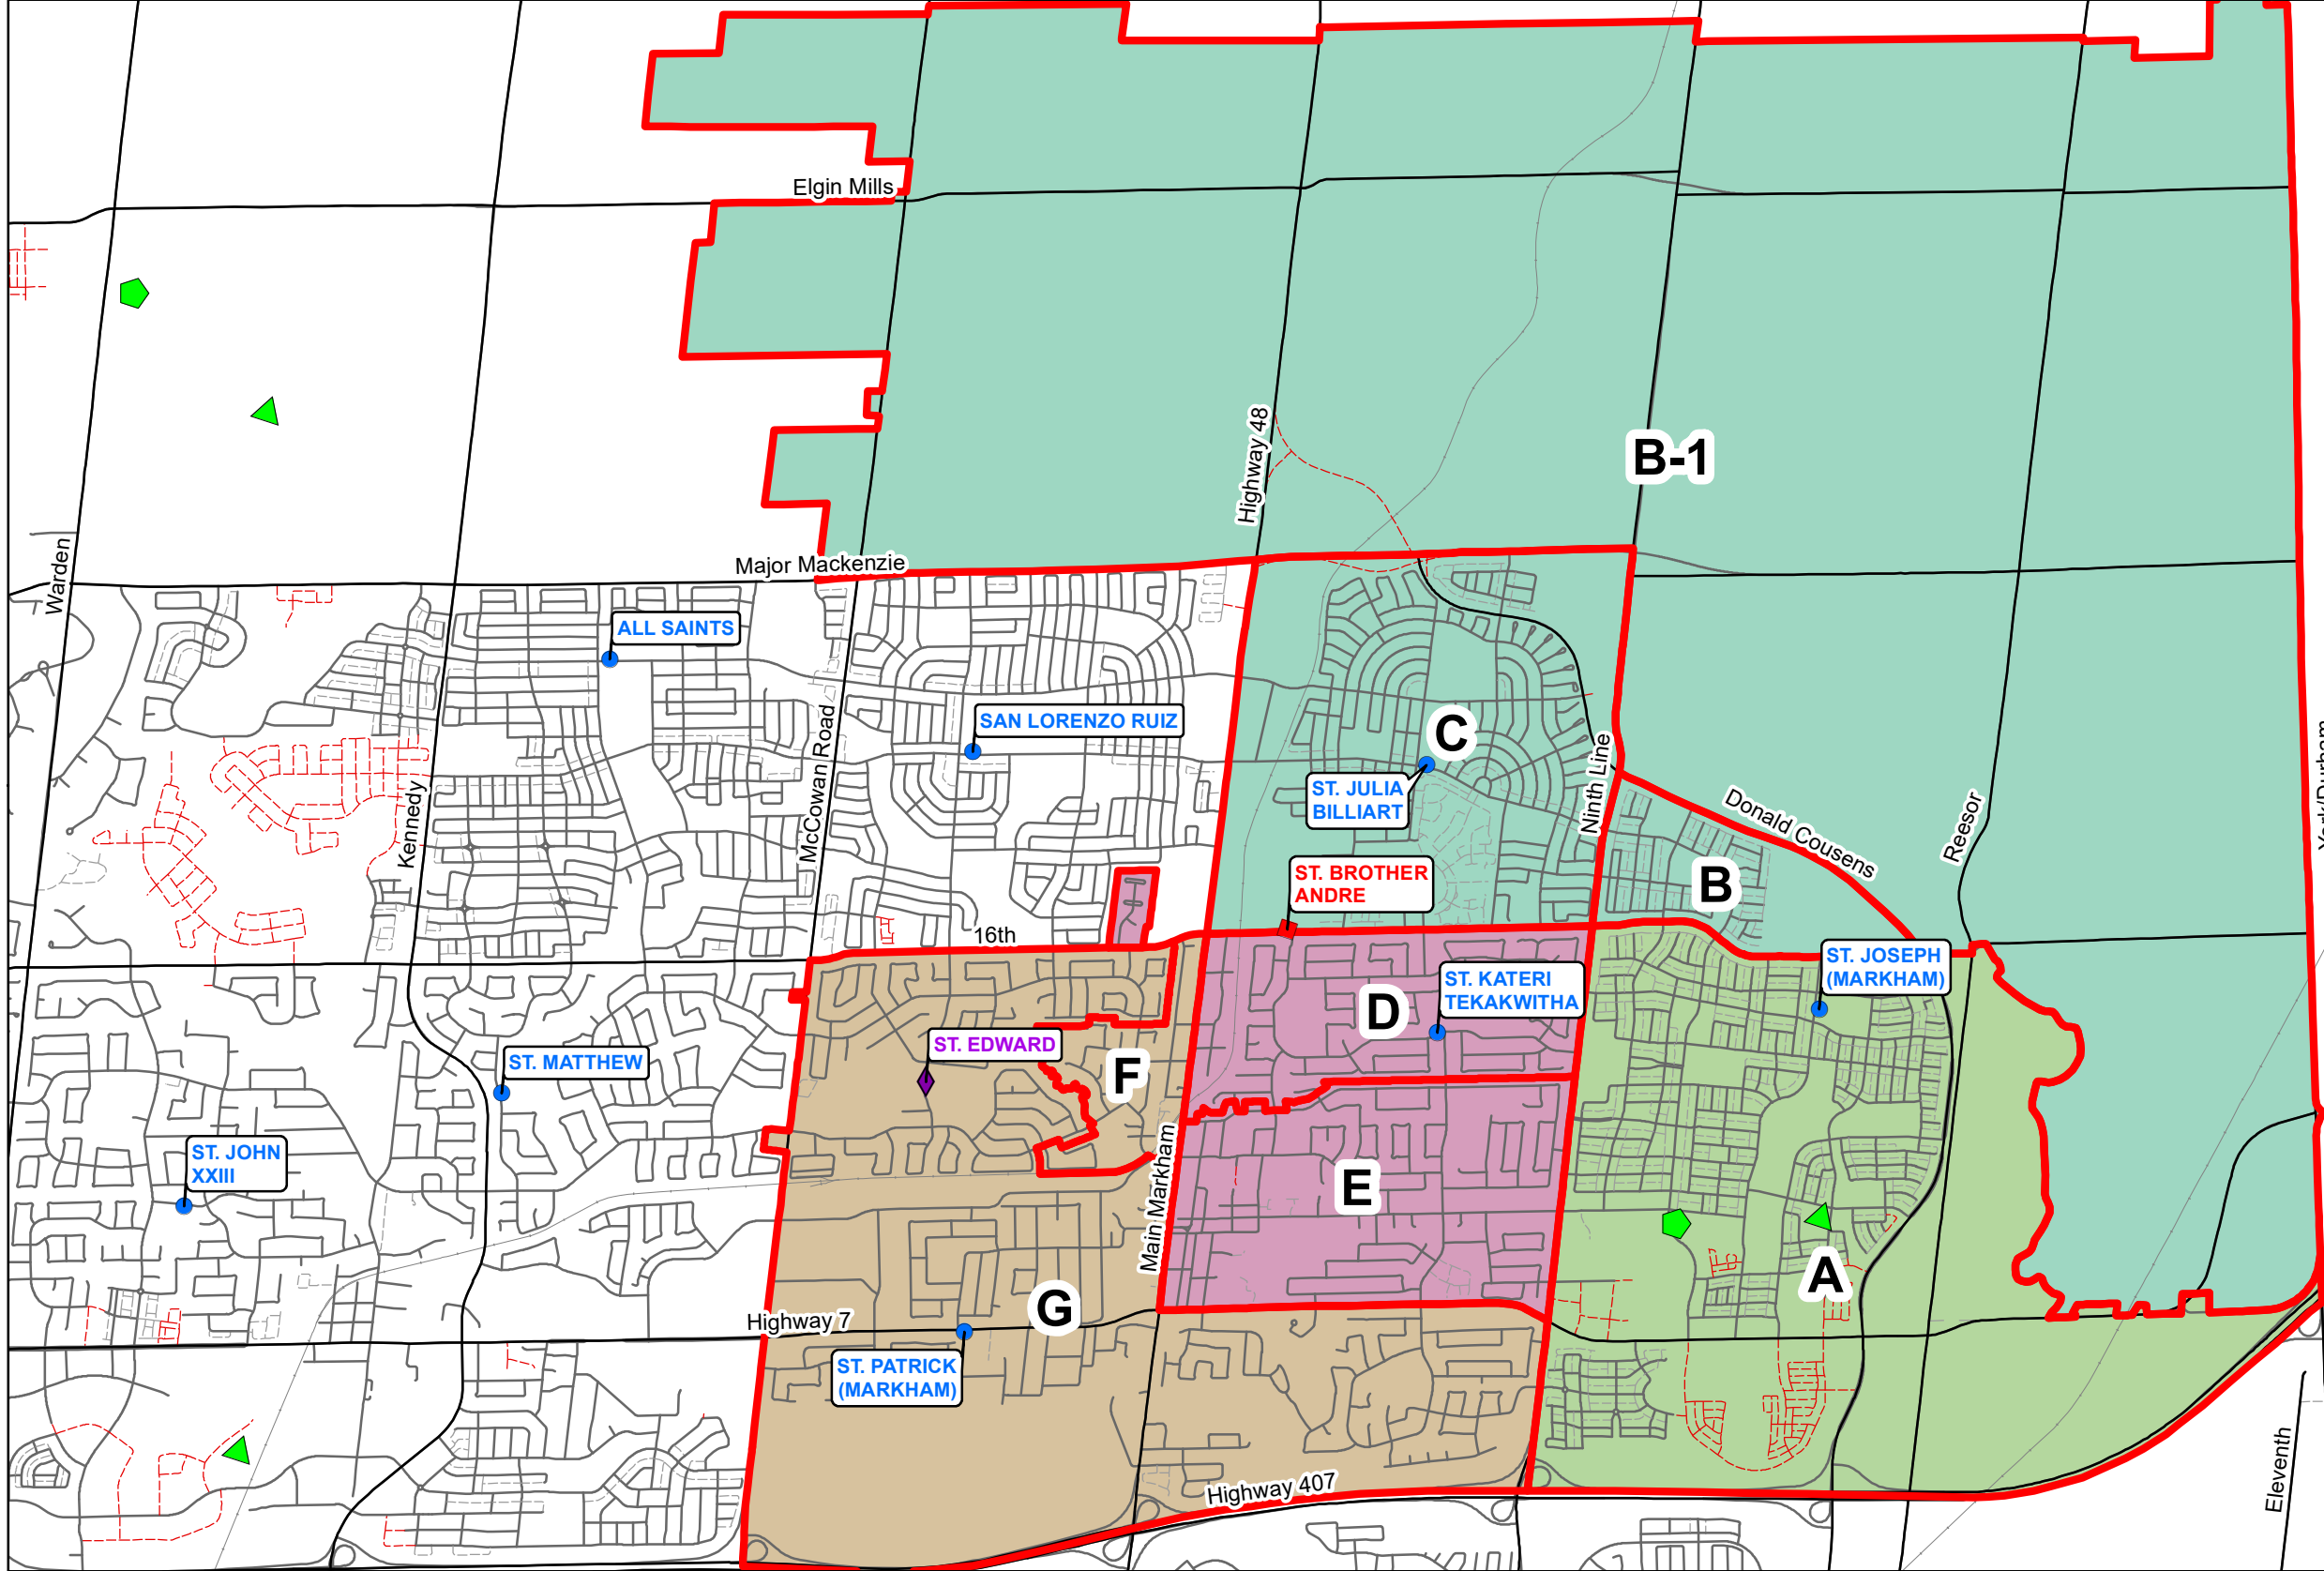 Elgin Mills
Highway 48
B-1
Warden
Major Mackenzie
ALL SAINTS
McCowan Road
SAN LORENZO RUIZ
C
ST. JULIA
BILLIART
Ninth Line
Donald Cousens
Reesor
York/Durham
Kennedy
B
ST. BROTHER
ANDRE
16th
ST. JOSEPH
(MARKHAM)
ST. KATERI
TEKAKWITHA
D
ST. EDWARD
F
ST. MATTHEW
ST. JOHN
XXIII
Main Markham
E
A
G
Highway 7
ST. PATRICK
(MARKHAM)
Highway 407
Eleventh